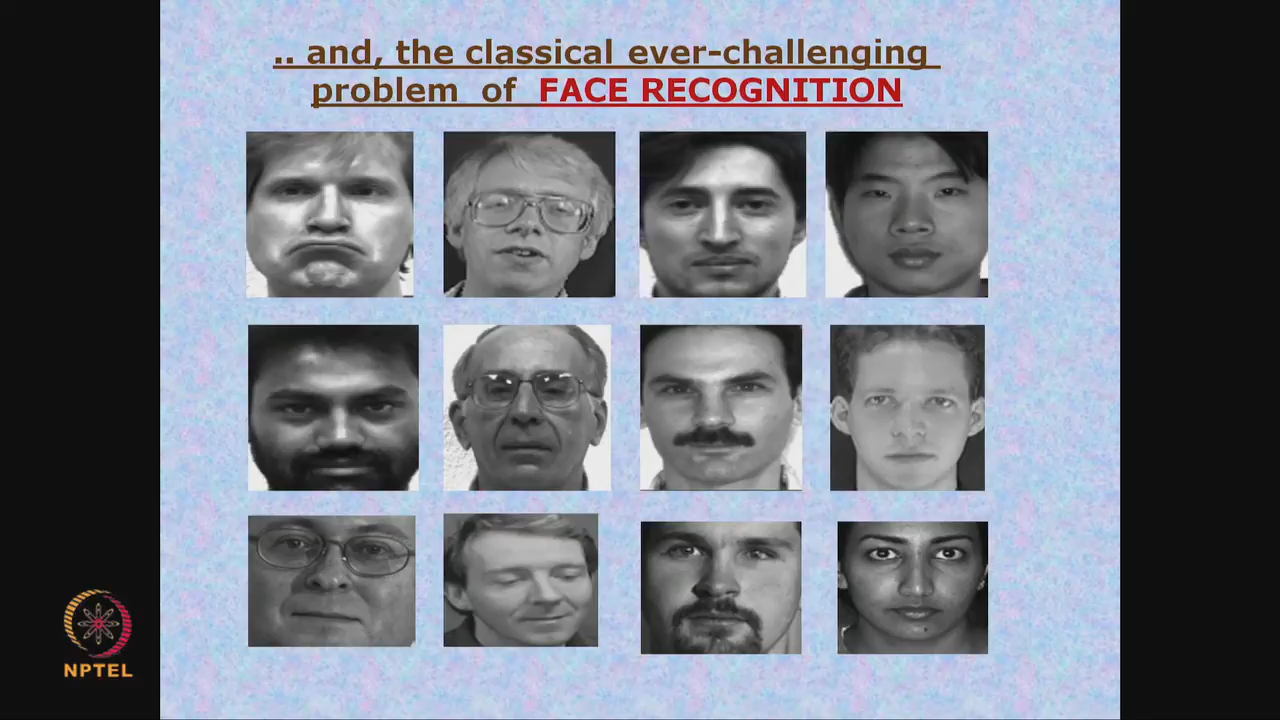 .. and, the classical ever-challenging
problem of FACE RECOGNITION
NPTEL